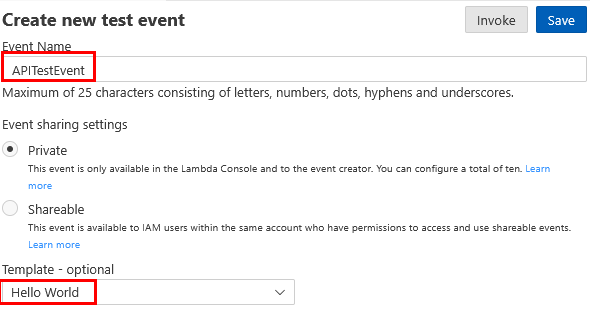 Create new test event
Invoke
Save
Event Name
APITestEvent
Maximum of 25 characters consisting of letters, numbers, dots, hyphens and underscores.
Event sharing settings
Private
This event is only available in the Lambda Console and to the event creator. You can configure a total of ten. Learn
more
Shareable
This event is available to IAM users within the same account who have permissions to access and use shareable events.
Learn more
Template - optional
Hello World